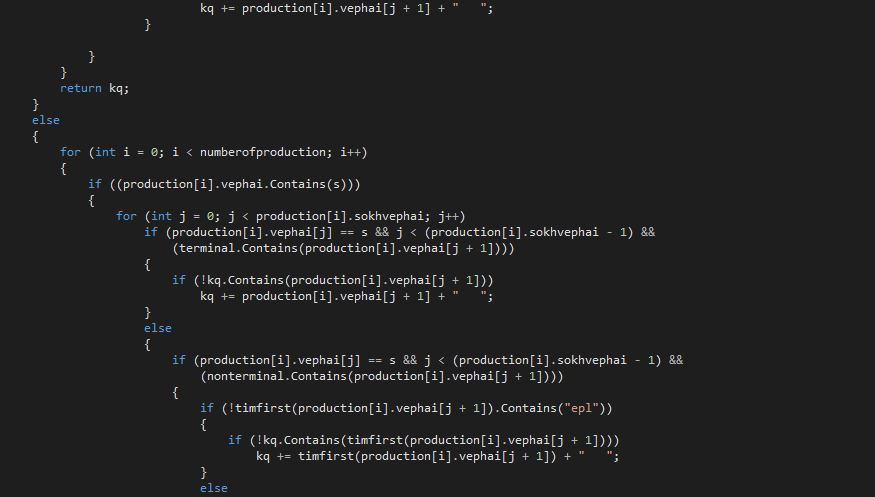 kq += production[i].vephai[j + 1] + "   ";
}
}
}
return kq;
}
else
{
for (int i = 0; i < numberofproduction; i++)
{
if ((production[i].vephai.Contains(s)))
{
for (int j = 0; j < production[i].sokhvephai; j++)
if (production[i].vephai[j] == s && j < (production[i].sokhvephai - 1) &&
(terminal.Contains(production[i].vephai[j + 1])))
{
if (!kq.Contains(production[i].vephai[j + 1]))
kq += production[i].vephai[j + 1] + "   ";
}
else
{
if (production[i].vephai[j] == s && j < (production[i].sokhvephai - 1) &&
(nonterminal.Contains(production[i].vephai[j + 1])))
{
if (!timfirst(production[i].vephai[j + 1]).Contains("epl"))
{
if (!kq.Contains(timfirst(production[i].vephai[j + 1])))
kq += timfirst(production[i].vephai[j + 1]) + "   ";
}
else